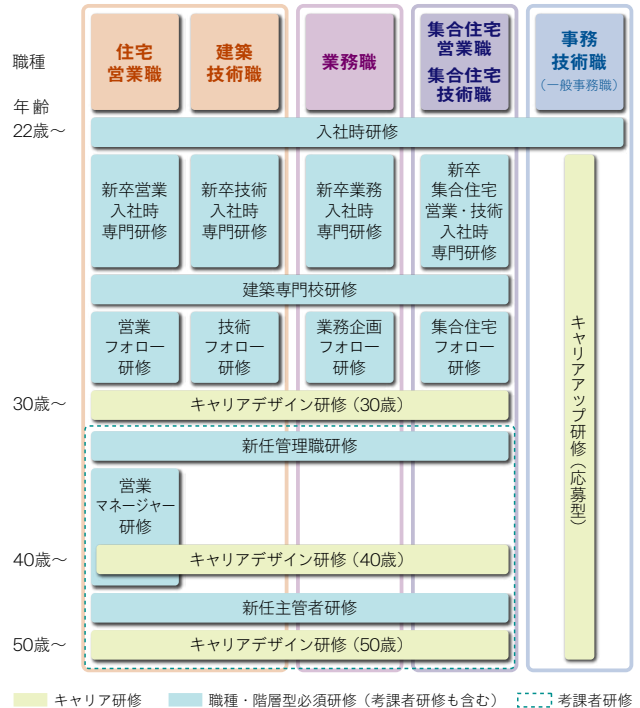 職種
住宅
営業職
建築
技術職
業務職
集合住宅
営業職
集合住宅
技術職
事務
技術職
（一般事務職）
年齢
22歳～
入社時研修
新卒営業
入社時
専門研修
新卒技術
入社時
専門研修
新卒業務
入社時
専門研修
新卒
集合住宅
営業・技術
入社時
専門研修
建築専門校研修
営業
フォロー
研修
技術
フォロー
研修
業務企画
フォロー
研修
集合住宅
フォロー
研修
キャリアアップ研修（応募型）
30歳～
キャリアデザイン研修（30歳）
新任管理職研修
営業
マネージャー
研修
40歳～
キャリアデザイン研修（40歳）
新任主管者研修
50歳～
キャリアデザイン研修（50歳）
キャリア研修
職種・階層型必須研修（考課者研修も含む）
考課者研修